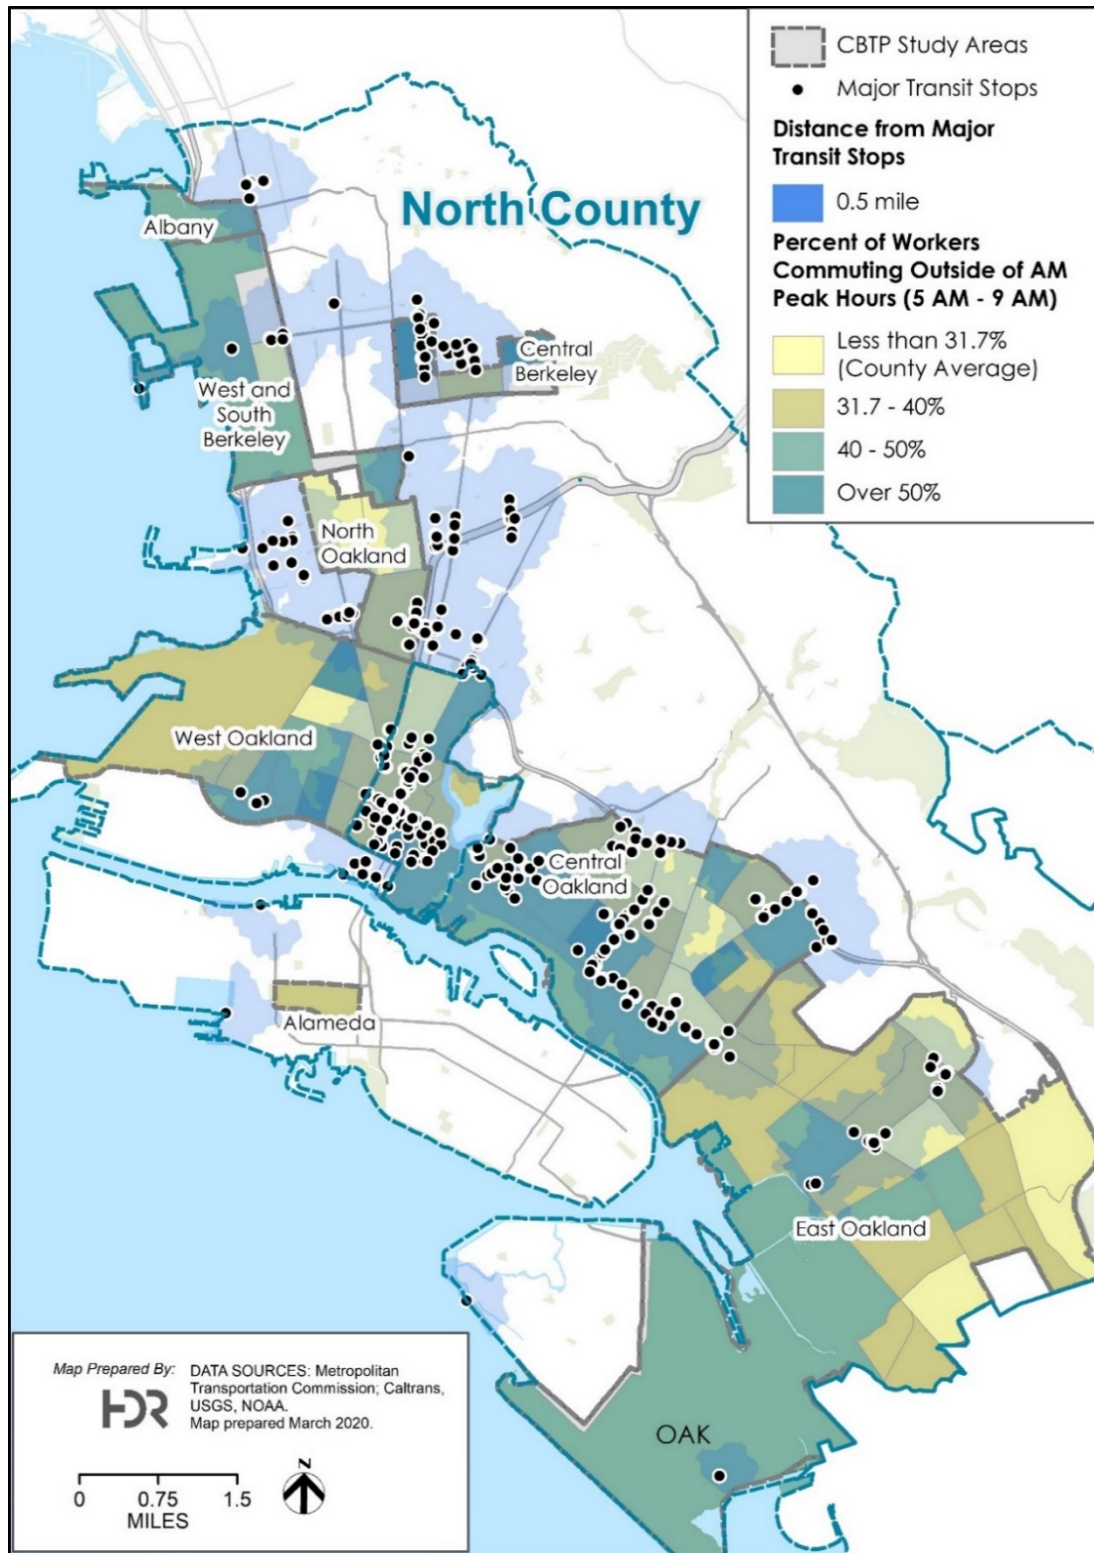 CBTP Study Areas
Major Transit Stops
Distance from Major
Transit Stops
0.5 mile
Percent of Workers
Commuting Outside of AM
Peak Hours (5 AM - 9 AM)
Less than 31.7%
(County Average)
31.7 - 40%
40 - 50%
Over 50%
North County
Albany
Central
Berkeley
West and
South
Berkeley
North
Oakland
West Oakland
Central
Oakland
Alameda
East Oakland
OAK
Map Prepared By:
HDR
DATA SOURCES: Metropolitan
Transportation Commission; Caltrans,
USGS, NOAA.
Map prepared March 2020.
N
0 0.75 1.5
MILES